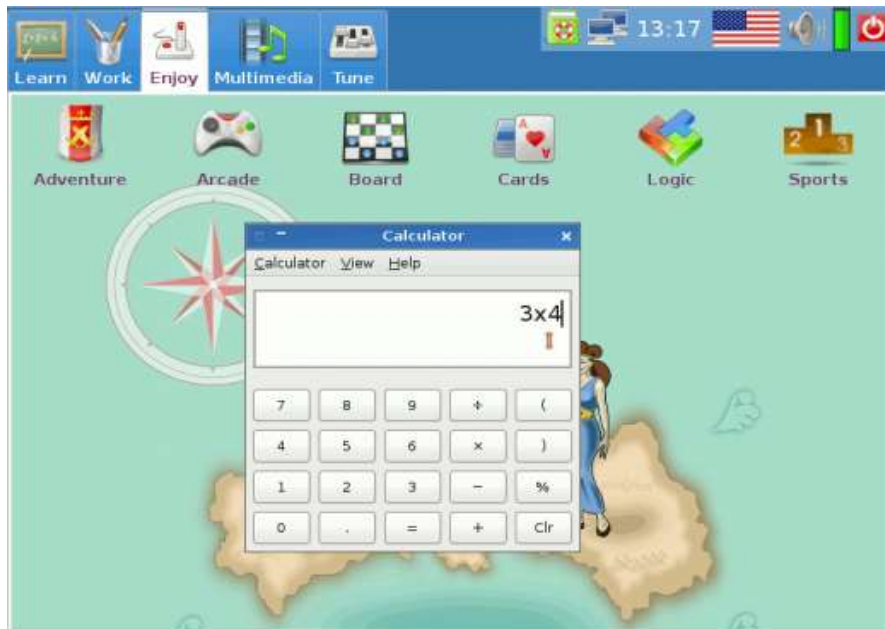 13:17
Learn Work Enjoy Multimedia Tune
Adventure Arcade Board Cards Logic Sports
Calculator
Calculator View Help
3x4
7 8 9 ÷ (
4 5 6 × )
1 2 3 − %
0 . = + Clr